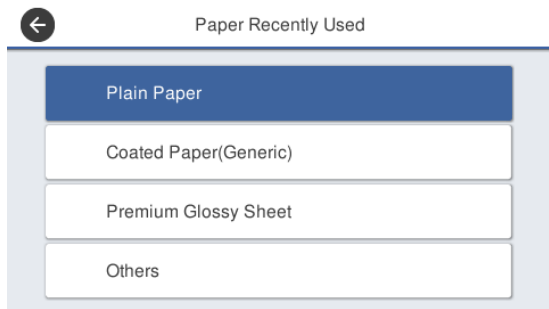 Paper Recently Used
Plain Paper
Coated Paper(Generic)
Premium Glossy Sheet
Others